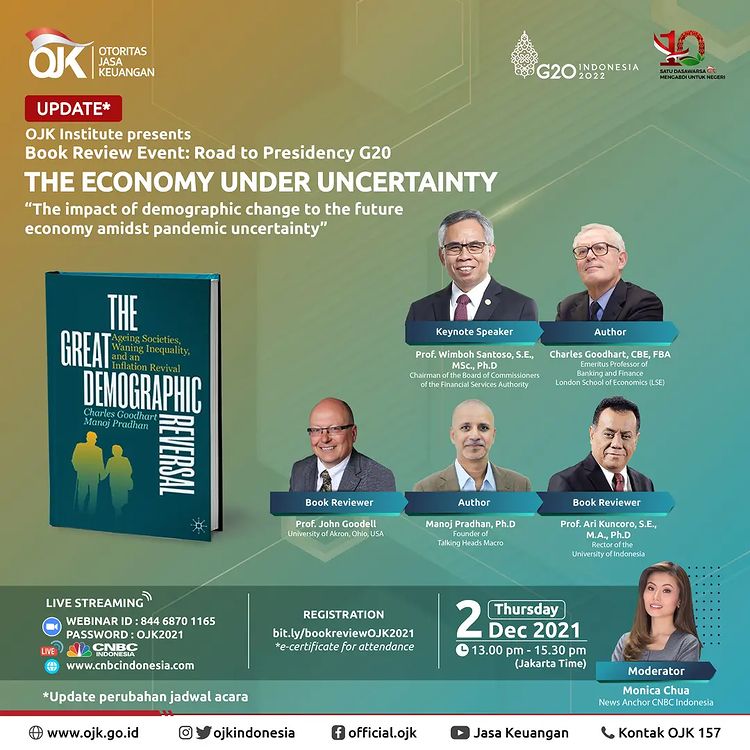 OJK
OTORITAS
JASA
KEUANGAN
G20 INDONESIA
2022
10
SATU DASAWARSA OJK
MENGABDI UNTUK NEGERI
UPDATE*
OJK Institute presents
Book Review Event: Road to Presidency G20
THE ECONOMY UNDER UNCERTAINTY
“The impact of demographic change to the future
economy amidst pandemic uncertainty”
THE
GREAT
DEMOGRAPHIC
REVERSAL
Ageing Societies,
Waning Inequality,
and an
Inflation Revival
Charles Goodhart
Manoj Pradhan
Keynote Speaker
Prof. Wimboh Santoso, S.E.,
MSc., Ph.D
Chairman of the Board of Commissioners
of the Financial Services Authority
Author
Charles Goodhart, CBE, FBA
Emeritus Professor of
Banking and Finance
London School of Economics (LSE)
Book Reviewer
Prof. John Goodell
University of Akron, Ohio, USA
Author
Manoj Pradhan, Ph.D
Founder of
Talking Heads Macro
Book Reviewer
Prof. Ari Kuncoro, S.E.,
M.A., Ph.D
Rector of the
University of Indonesia
LIVE STREAMING
WEBINAR ID : 844 6870 1165
PASSWORD : OJK2021
LIVE CNBC
INDONESIA
www.cnbcindonesia.com
REGISTRATION
bit.ly/bookreviewOJK2021
*e-certificate for attendance
2 Thursday
Dec 2021
13.00 pm - 15.30 pm
(Jakarta Time)
Moderator
Monica Chua
News Anchor CNBC Indonesia
*Update perubahan jadwal acara
www.ojk.go.id
ojkindonesia
official.ojk
Jasa Keuangan
Kontak OJK 157